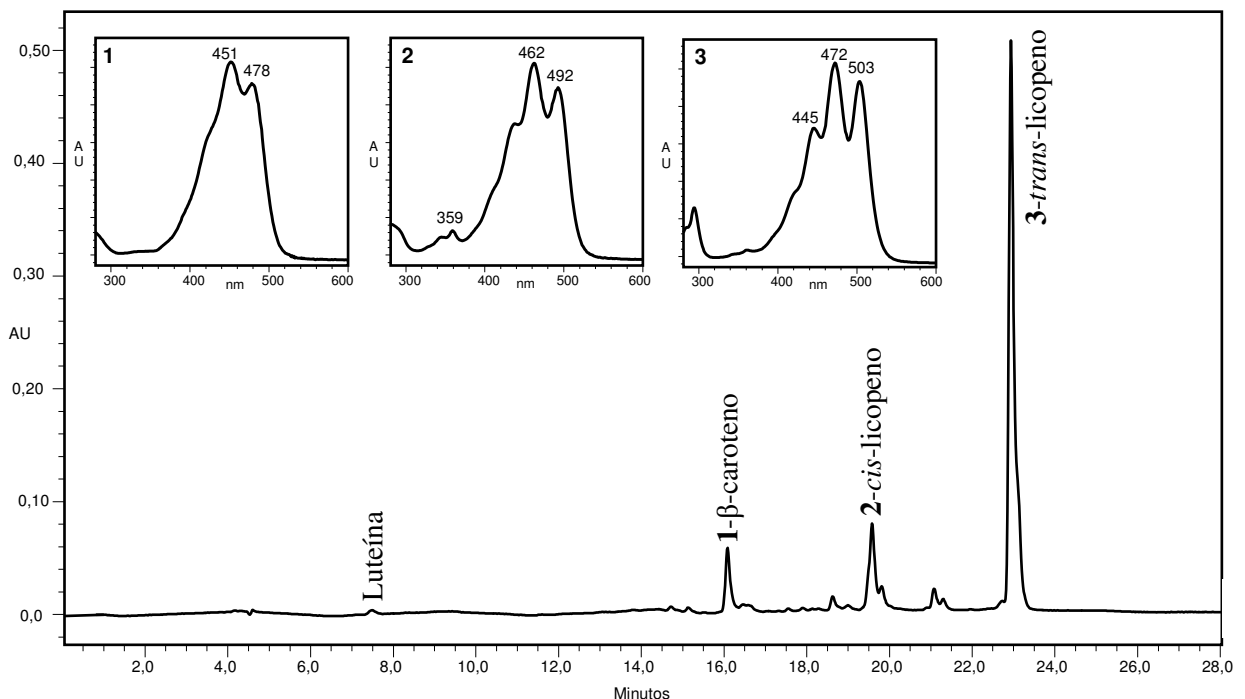 0,50
0,40
0,30
AU
0,20
0,10
0,0
1
451
478
A
U
300
400
nm
500
600
2
462
492
359
A
U
300
400
nm
500
600
3
472
503
445
A
U
300
400
nm
500
600
Luteína
1-β-caroteno
2-cis-licopeno
3-trans-licopeno
2,0 4,0 6,0 8,0 10,0 12,0 14,0 16,0 18,0 20,0 22,0 24,0 26,0 28,0
Minutos